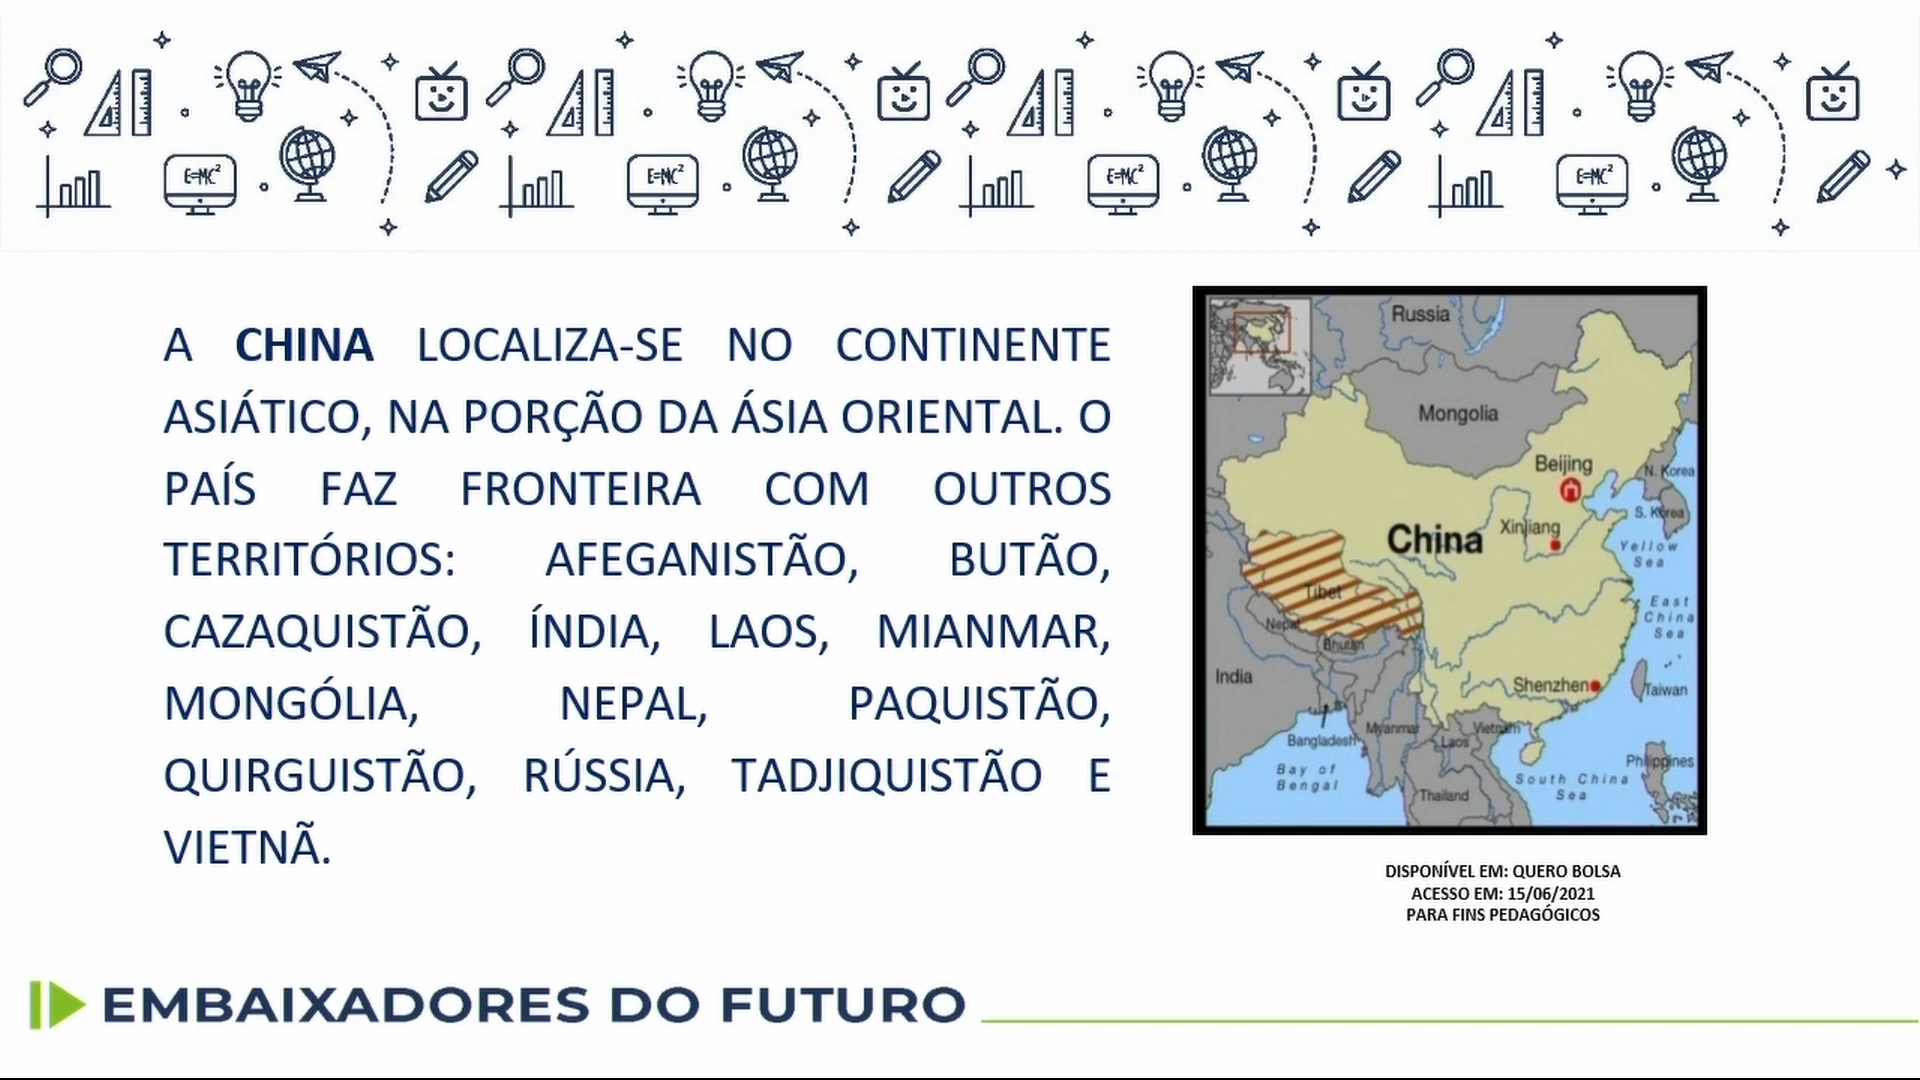 E=MC²
E=MC²
E=MC²
E=MC²
A CHINA LOCALIZA-SE NO CONTINENTE
ASIÁTICO, NA PORÇÃO DA ÁSIA ORIENTAL. O
PAÍS FAZ FRONTEIRA COM OUTROS
TERRITÓRIOS: AFEGANISTÃO, BUTÃO,
CAZAQUISTÃO, ÍNDIA, LAOS, MIANMAR,
MONGÓLIA, NEPAL, PAQUISTÃO,
QUIRGUISTÃO, RÚSSIA, TADJIQUISTÃO E
VIETNÃ.
Russia
Mongolia
Beijing
N. Korea
S. Korea
Xinjiang
China
Yellow
Sea
Tibet
East
China
Sea
Nepal
Bhutan
India
Shenzhen
Taiwan
Bangladesh
Myanmar
Laos
Vietnam
Philippines
Bay of
Bengal
South China
Sea
Thailand
DISPONÍVEL EM: QUERO BOLSA
ACESSO EM: 15/06/2021
PARA FINS PEDAGÓGICOS
EMBAIXADORES DO FUTURO